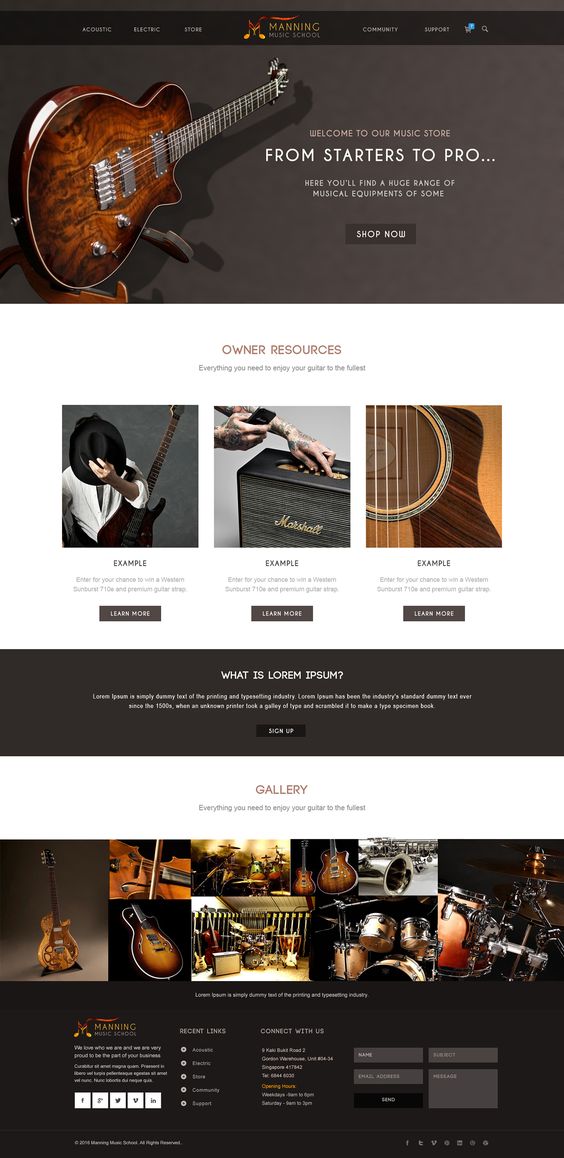 ACOUSTIC
ELECTRIC
STORE
MANNING
MUSIC SCHOOL
COMMUNITY
SUPPORT
WELCOME TO OUR MUSIC STORE
FROM STARTERS TO PRO...
HERE YOU'LL FIND A HUGE RANGE OF
MUSICAL EQUIPMENTS OF SOME
SHOP NOW
OWNER RESOURCES
Everything you need to enjoy your guitar to the fullest
Marshall
EXAMPLE
Enter for your chance to win a Western
Sunburst 710e and premium guitar strap.
LEARN MORE
EXAMPLE
Enter for your chance to win a Western
Sunburst 710e and premium guitar strap.
LEARN MORE
EXAMPLE
Enter for your chance to win a Western
Sunburst 710e and premium guitar strap.
LEARN MORE
WHAT IS LOREM IPSUM?
Lorem Ipsum is simply dummy text of the printing and typesetting industry. Lorem Ipsum has been the industry's standard dummy text ever
since the 1500s, when an unknown printer took a galley of type and scrambled it to make a type specimen book.
SIGN UP
GALLERY
Everything you need to enjoy your guitar to the fullest
Lorem Ipsum is simply dummy text of the printing and typesetting industry.
MANNING
MUSIC SCHOOL
We love who we are and we are very
proud to be the part of your business
Curabitur sit amet magna quam. Praesent in
libero vel turpis pellentesque egestas sit amet
vel nunc. Nunc lobortis dui neque quis.
RECENT LINKS
Acoustic
Electric
Store
Community
Support
CONNECT WITH US
9 Kaki Bukit Road 2
Gordon Warehouse, Unit #04-34
Singapore 417842
Tel: 6844 6030
Opening Hours:
Weekdays -9am to 6pm
Saturday - 9am to 3pm
NAME
SUBJECT
EMAIL ADDRESS
MESSAGE
SEND
© 2016 Manning Music School. All Rights Reserved.